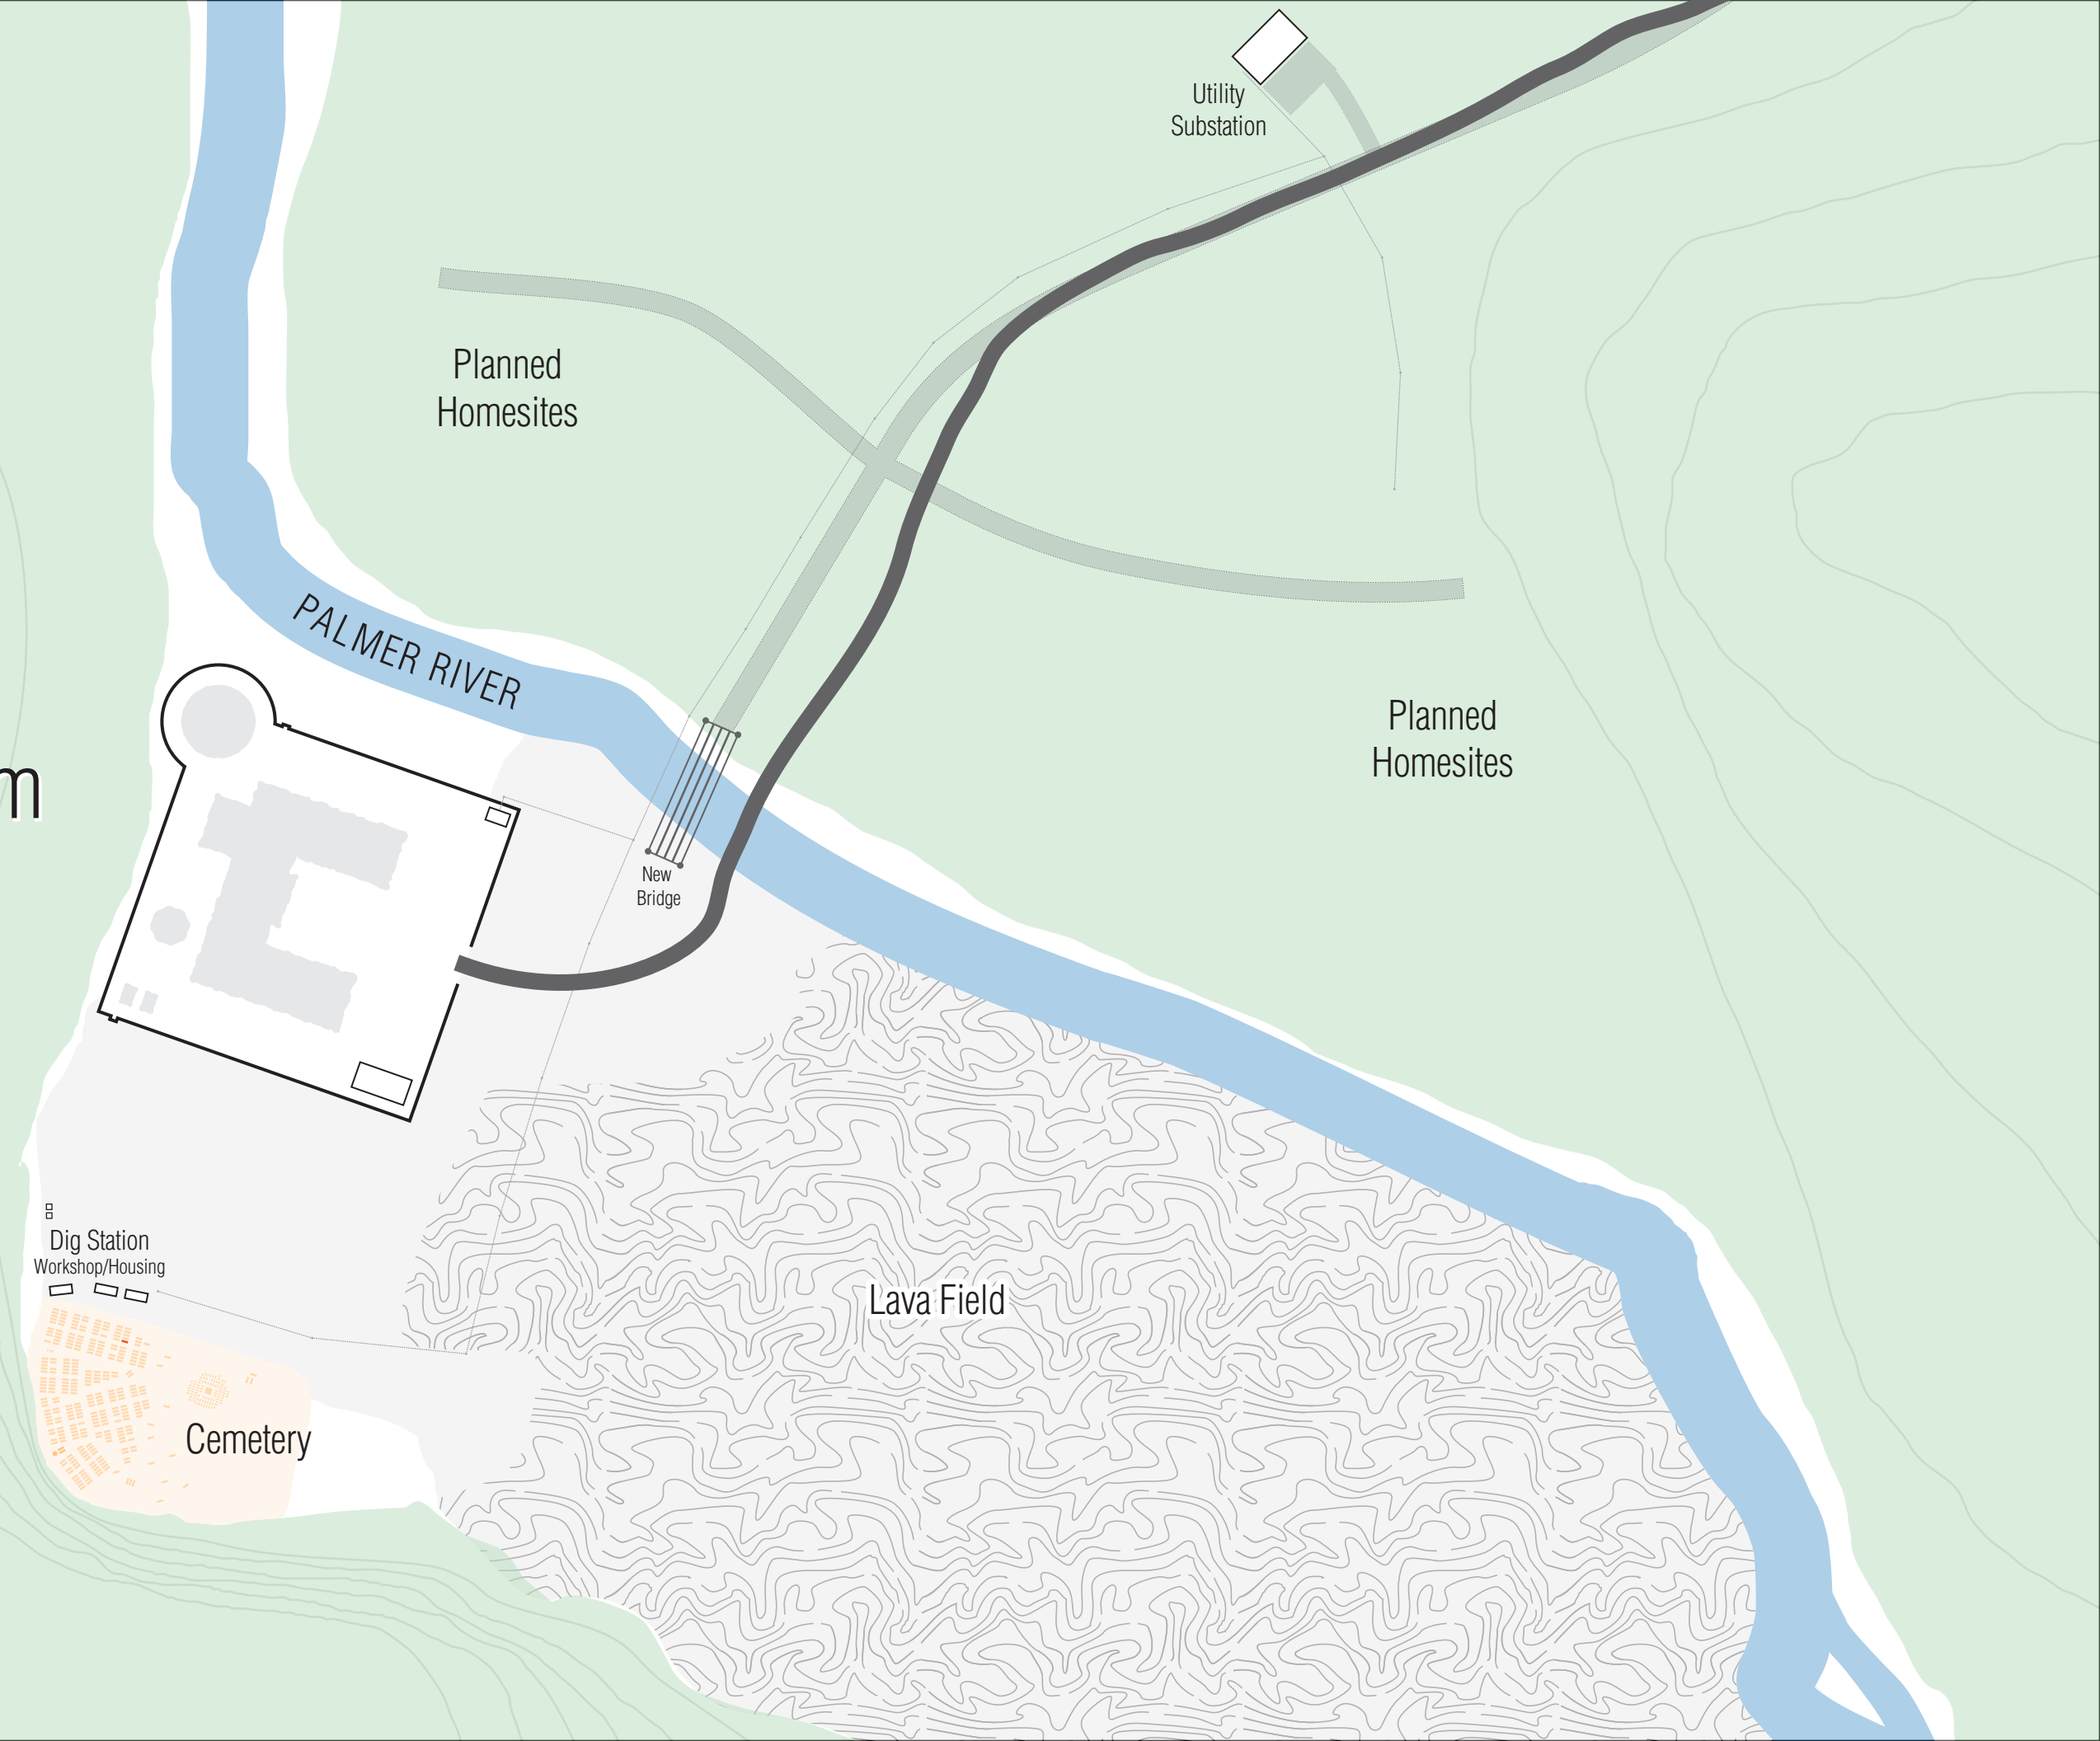 Utility
Substation
Planned
Homesites
PALMER RIVER
Planned
Homesites
m
New
Bridge
Dig Station
Workshop/Housing
Lava Field
Cemetery